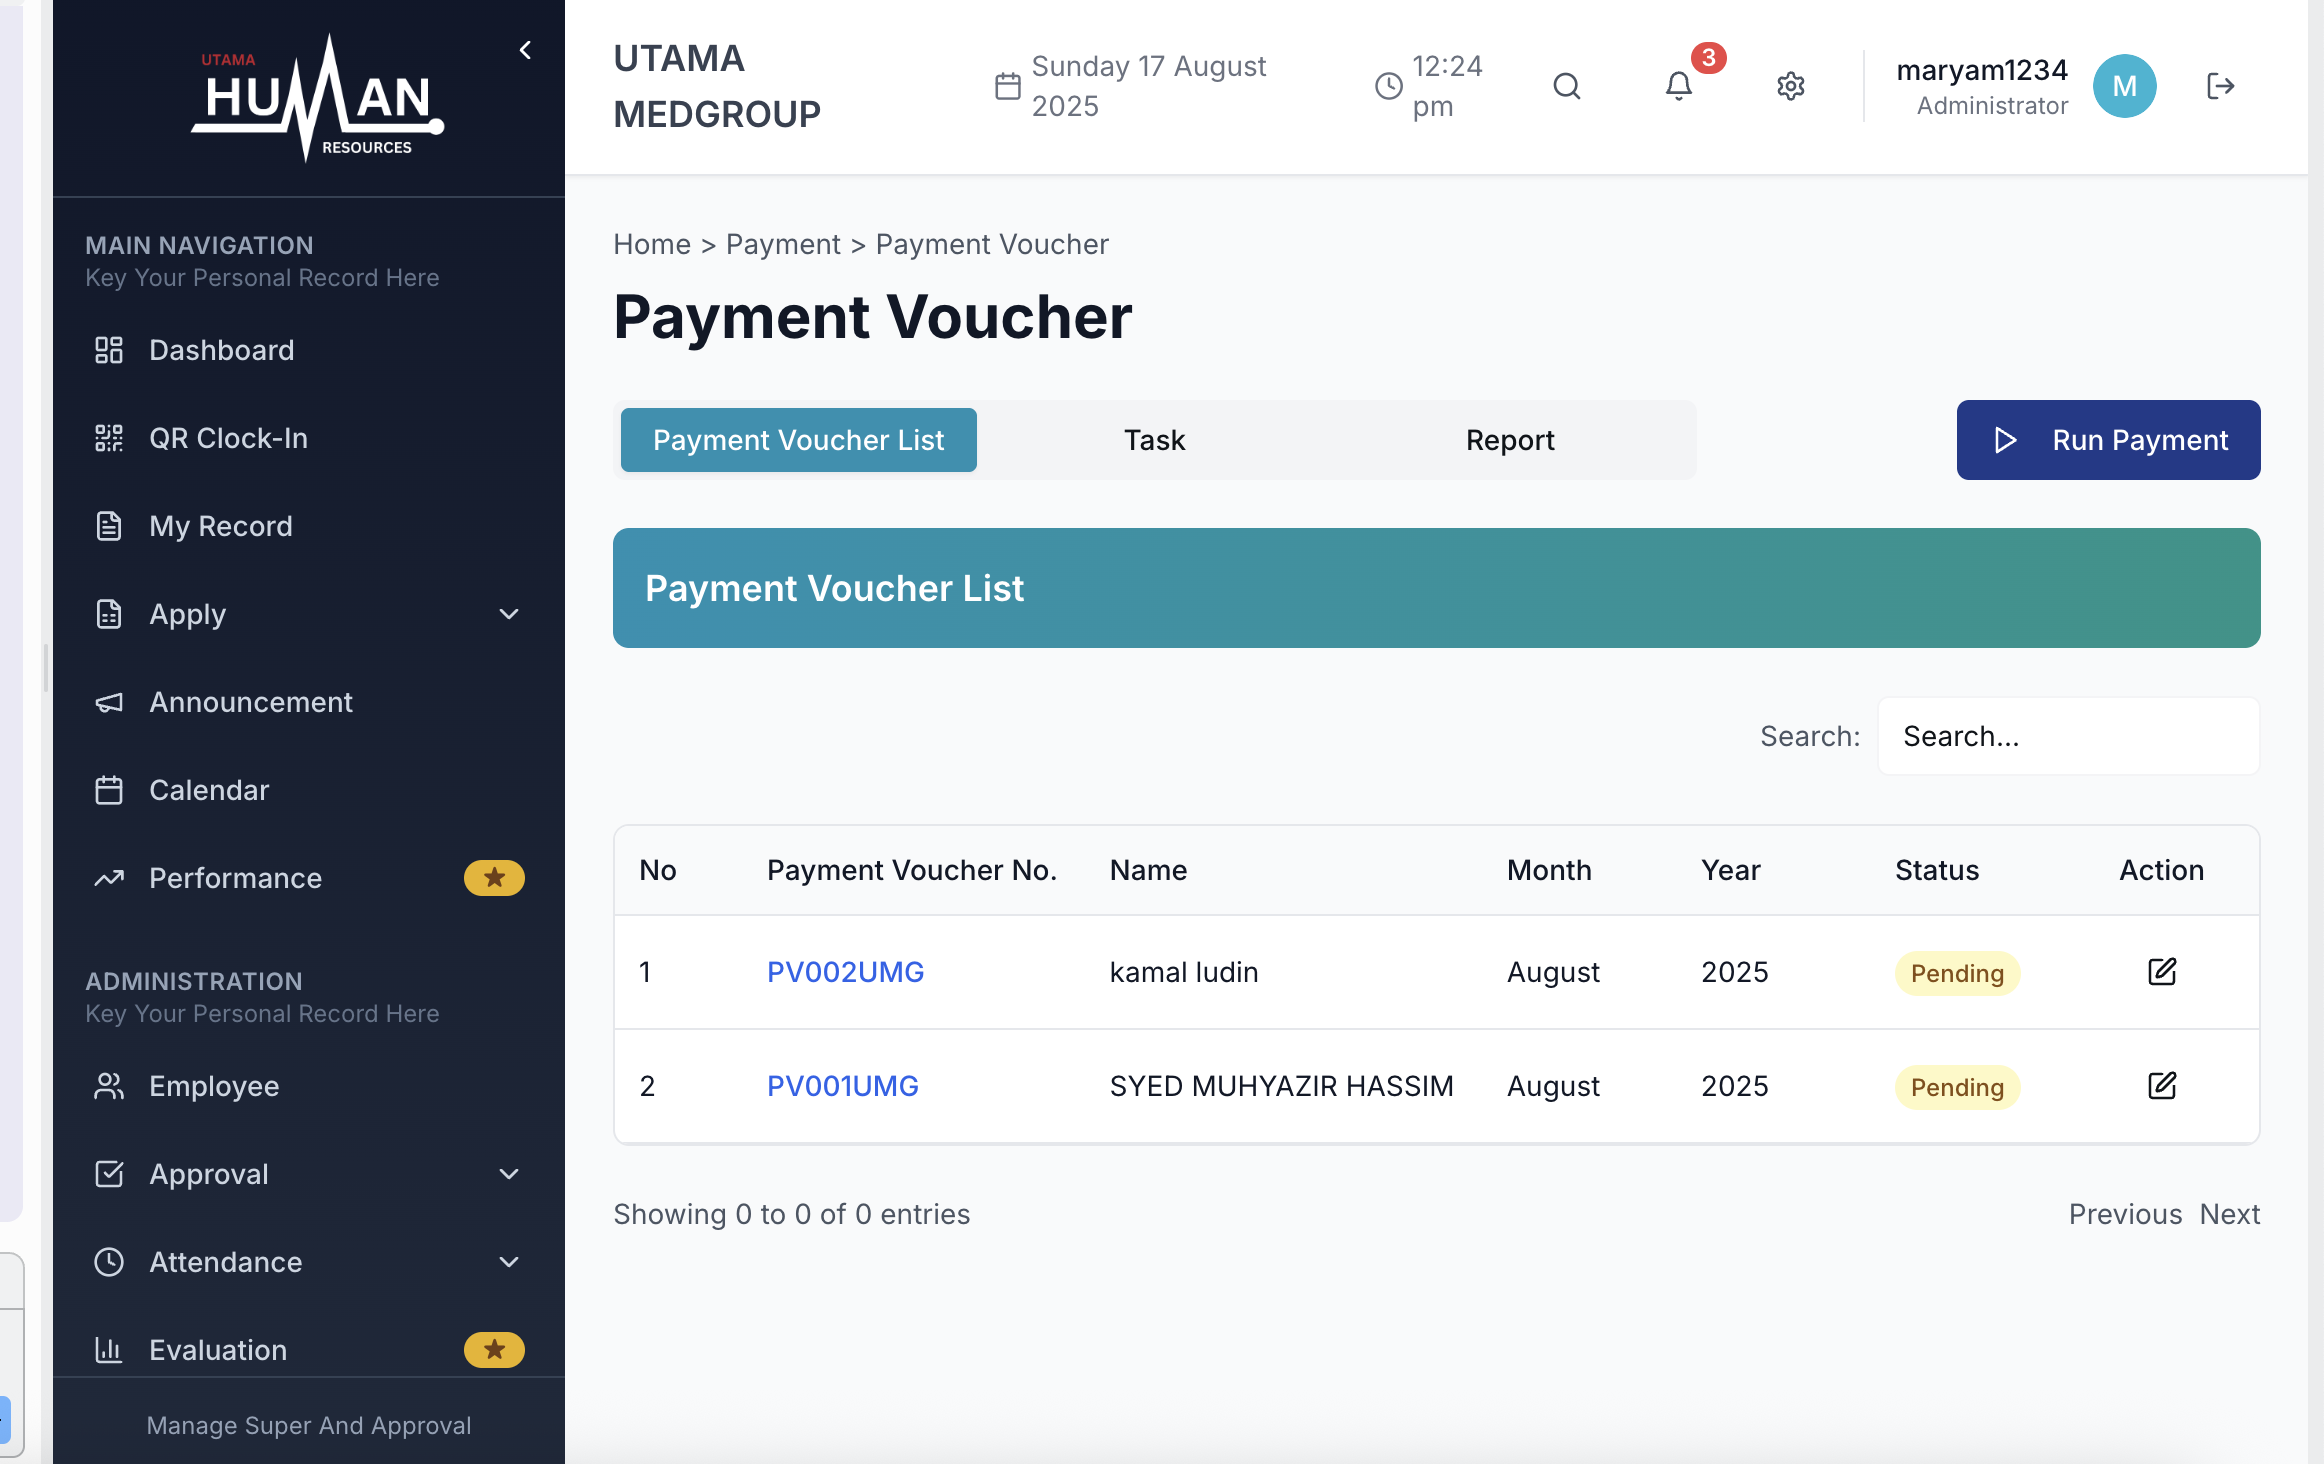 UTAMA
HUMAN
RESOURCES
MAIN NAVIGATION
Key Your Personal Record Here
Dashboard
QR Clock-In
My Record
Apply
Announcement
Calendar
Performance
ADMINISTRATION
Key Your Personal Record Here
Employee
Approval
Attendance
Evaluation
Manage Super And Approval
UTAMA
MEDGROUP
Sunday 17 August
2025
12:24
pm
3
maryam1234
Administrator
M
Home > Payment > Payment Voucher
Payment Voucher
Payment Voucher List Task Report
Run Payment
Payment Voucher List
Search: Search...
No Payment Voucher No. Name Month Year Status Action
1 PV002UMG kamal ludin August 2025 Pending
2 PV001UMG SYED MUHYAZIR HASSIM August 2025 Pending
Showing 0 to 0 of 0 entries
Previous Next